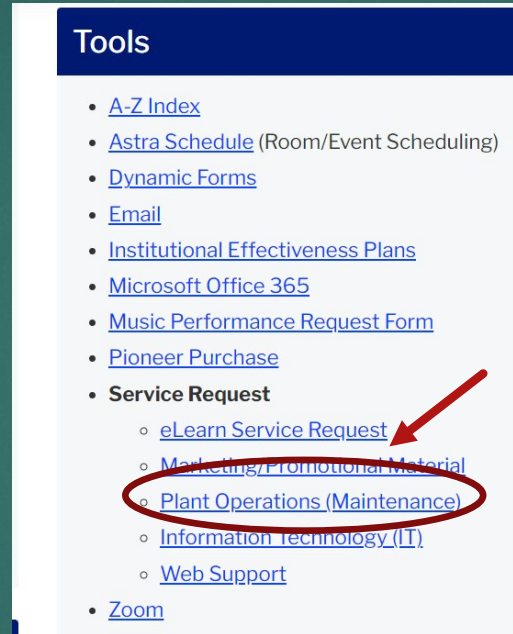 Tools
A-Z Index
Astra Schedule (Room/Event Scheduling)
Dynamic Forms
Email
Institutional Effectiveness Plans
Microsoft Office 365
Music Performance Request Form
Pioneer Purchase
Service Request
eLearn Service Request
Marketing/Promotional Material
Plant Operations (Maintenance)
Information Technology (IT)
Web Support
Zoom